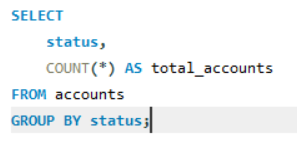 SELECT
    status,
    COUNT(*) AS total_accounts
FROM accounts
GROUP BY status;